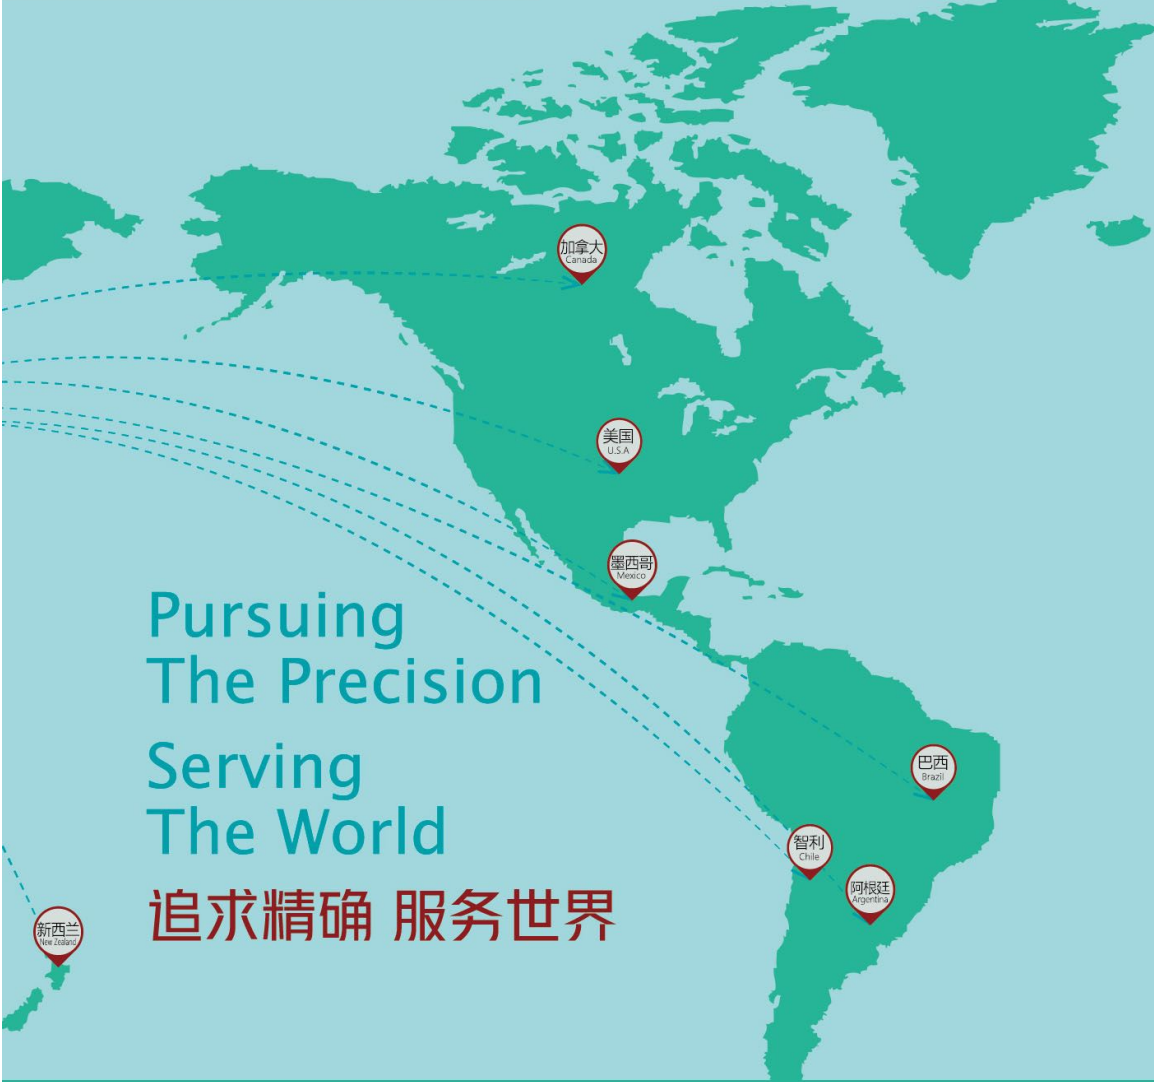 加拿大
Canada
美国
U.S.A
墨西哥
Mexico
Pursuing
The Precision
Serving
The World
追求精确 服务世界
巴西
Brazil
智利
Chile
阿根廷
Argentina
新西兰
New Zealand